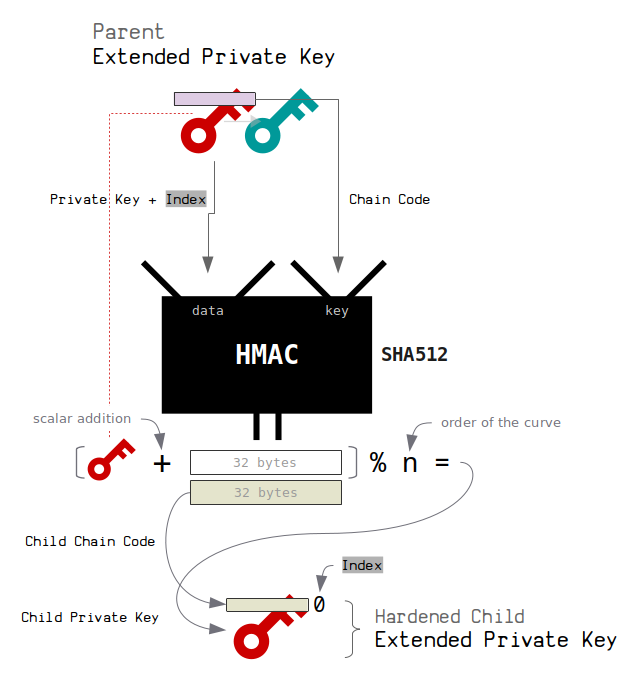 Parent
Extended Private Key
Private Key + Index
Chain Code
data
key
HMAC
SHA512
scalar addition
order of the curve
+
32 bytes
% n =
32 bytes
Child Chain Code
Index
0
Child Private Key
Hardened Child
Extended Private Key